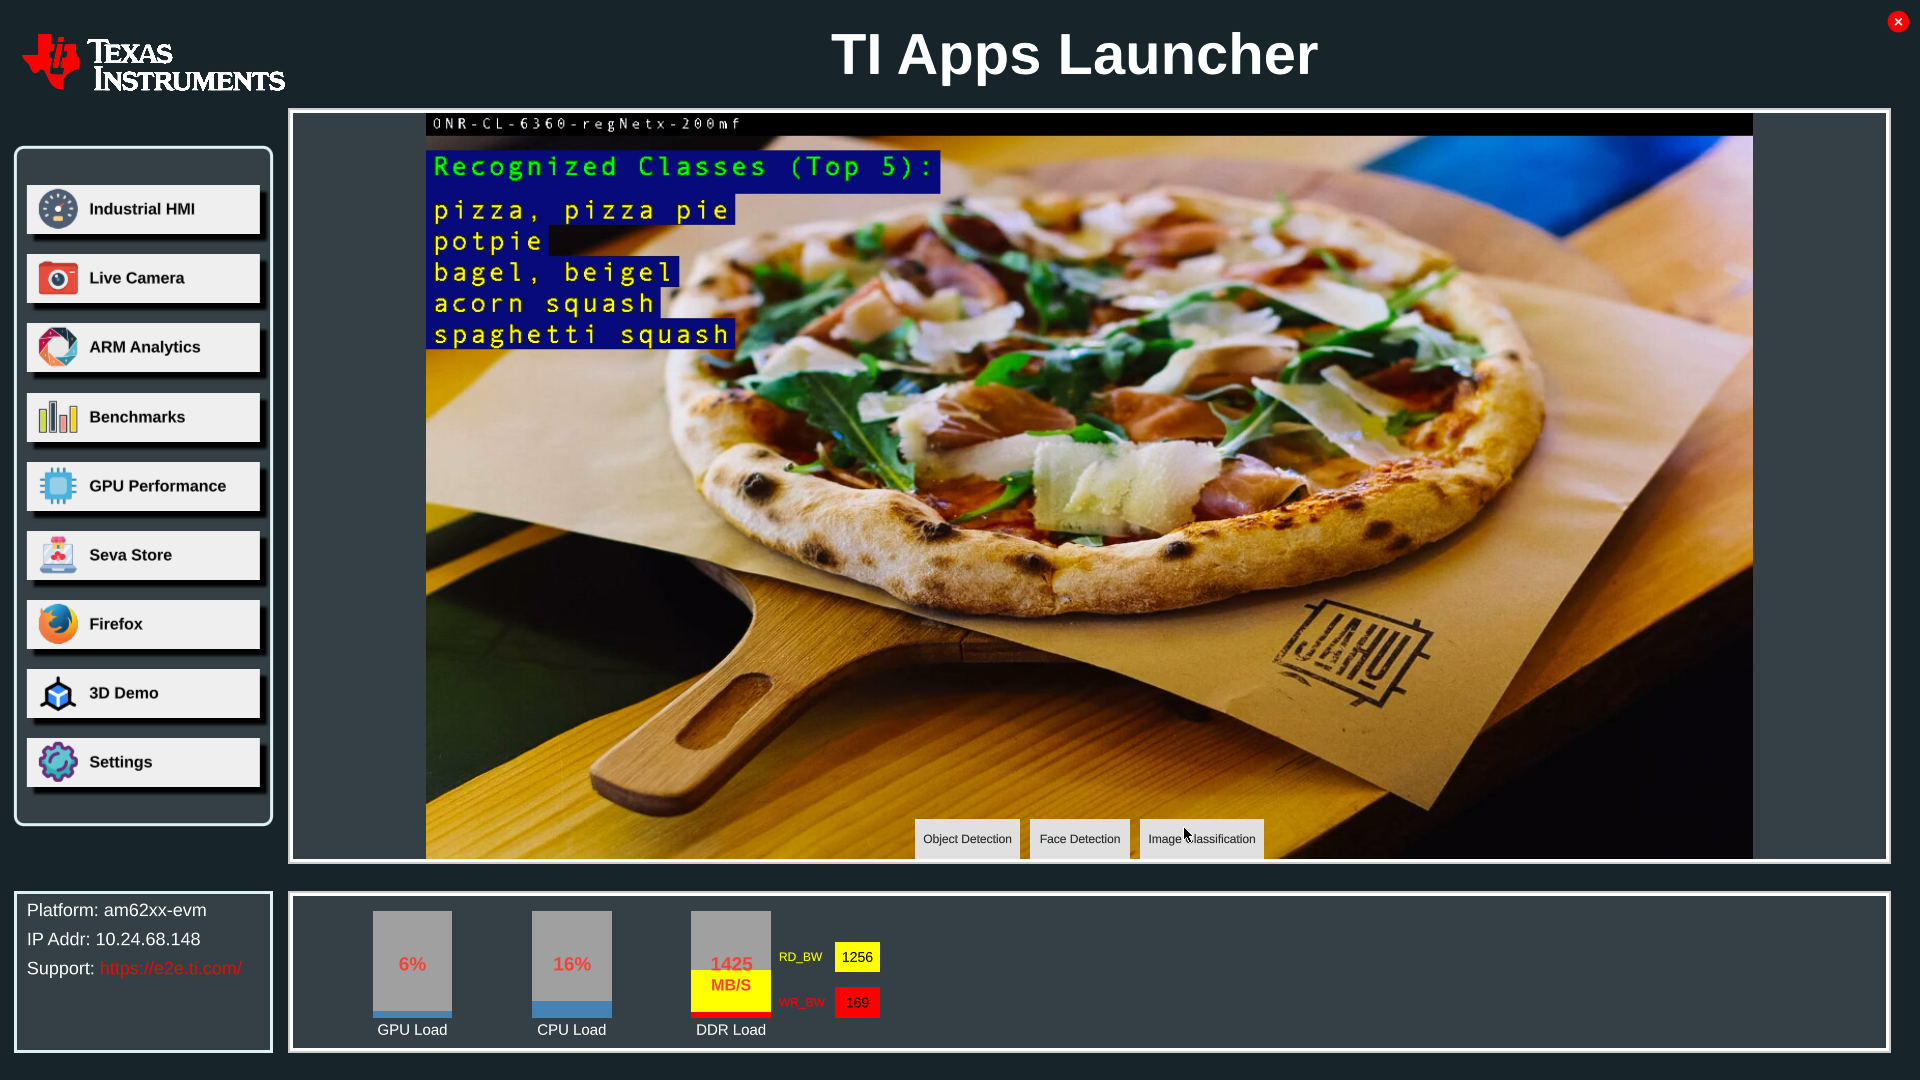 TEXAS
INSTRUMENTS
TI Apps Launcher
Industrial HMI
Live Camera
ARM Analytics
Benchmarks
GPU Performance
Seva Store
Firefox
3D Demo
Settings
ONR-CL-6360-regNetx-200mf
Recognized Classes (Top 5):
pizza, pizza pie
potpie
bagel, beigel
acorn squash
spaghetti squash
JAHU
Object Detection
Face Detection
Image Classification
Platform: am62xx-evm
IP Addr: 10.24.68.148
Support: https://e2e.ti.com/
6%
GPU Load
16%
CPU Load
1425
MB/S
DDR Load
RD_BW 1256
WR_BW 169